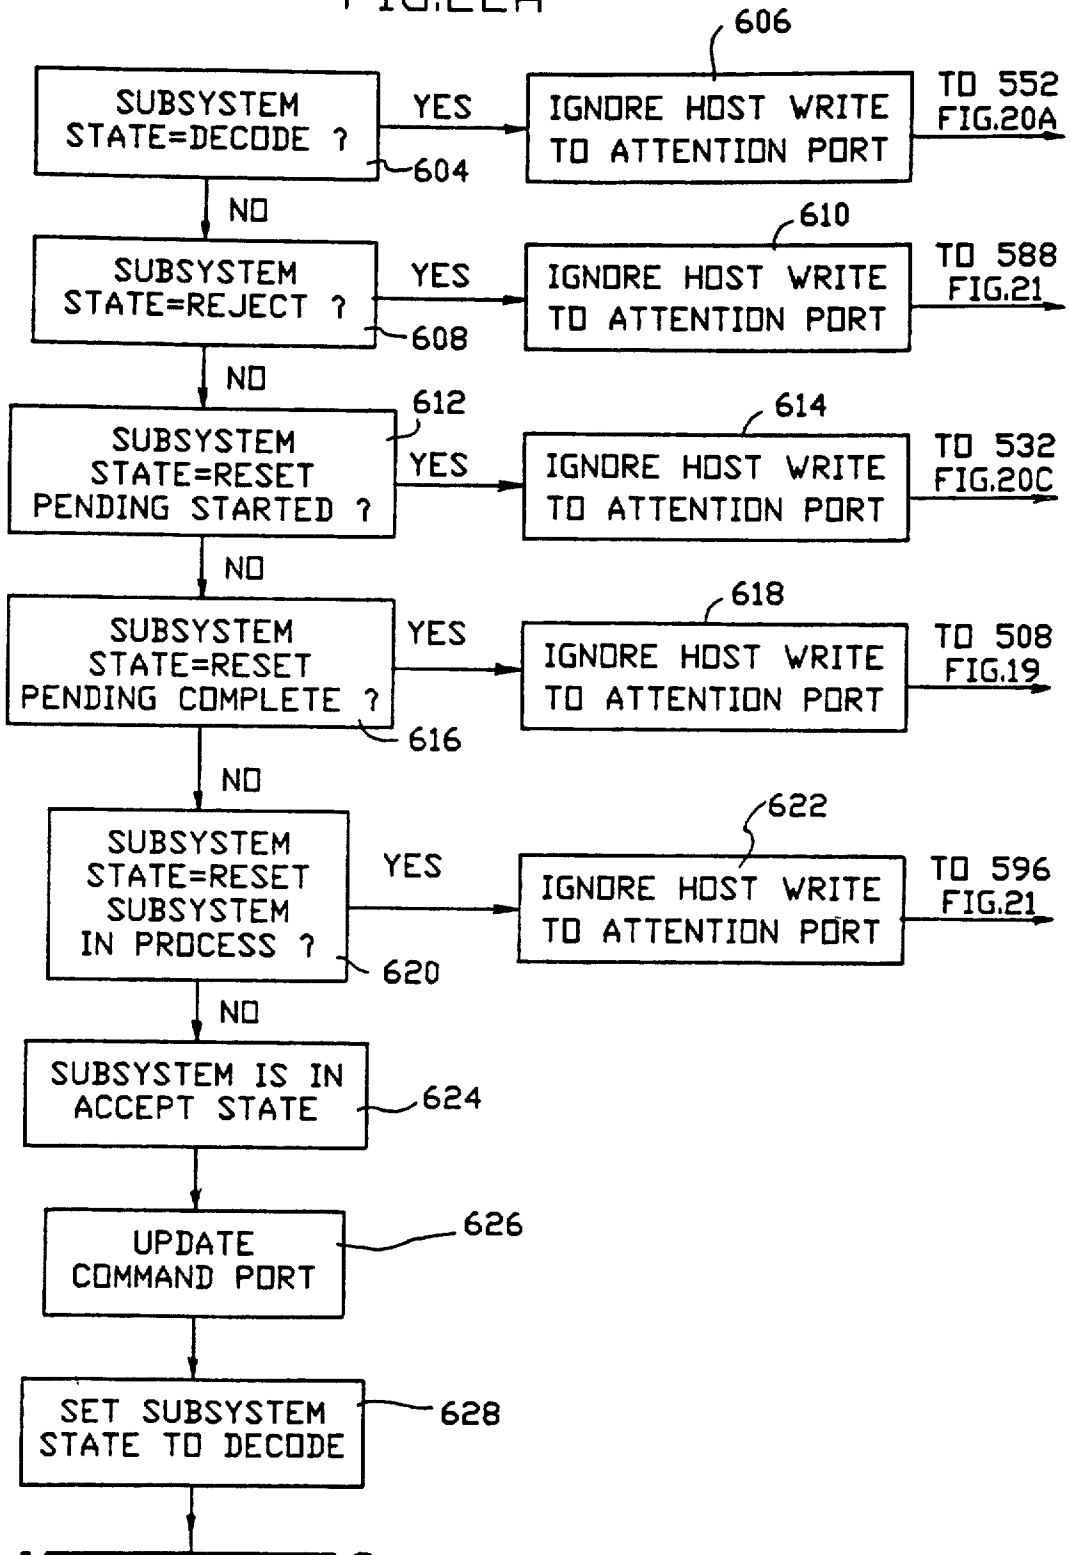 FIG.22A
606
SUBSYSTEM
STATE=DECODE ?
604
YES
IGNORE HOST WRITE
TO ATTENTION PORT
TO 552
FIG.20A
NO
610
SUBSYSTEM
STATE=REJECT ?
608
YES
IGNORE HOST WRITE
TO ATTENTION PORT
TO 588
FIG.21
NO
612
614
SUBSYSTEM
STATE=RESET
PENDING STARTED ?
YES
IGNORE HOST WRITE
TO ATTENTION PORT
TO 532
FIG.20C
NO
618
SUBSYSTEM
STATE=RESET
PENDING COMPLETE ?
616
YES
IGNORE HOST WRITE
TO ATTENTION PORT
TO 508
FIG.19
NO
622
SUBSYSTEM
STATE=RESET
SUBSYSTEM
IN PROCESS ?
620
YES
IGNORE HOST WRITE
TO ATTENTION PORT
TO 596
FIG.21
NO
SUBSYSTEM IS IN
ACCEPT STATE
624
UPDATE
COMMAND PORT
626
SET SUBSYSTEM
STATE TO DECODE
628